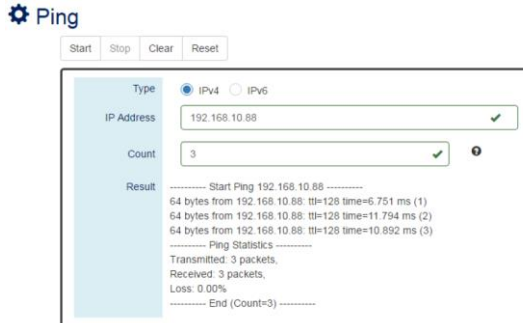 Ping
Start Stop Clear Reset
Type IPv4 IPv6
IP Address 192.168.10.88
Count 3
Result ---------- Start Ping 192.168.10.88 ----------
64 bytes from 192.168.10.88: ttl=128 time=6.751 ms (1)
64 bytes from 192.168.10.88: ttl=128 time=11.794 ms (2)
64 bytes from 192.168.10.88: ttl=128 time=10.892 ms (3)
---------- Ping Statistics ----------
Transmitted: 3 packets,
Received: 3 packets,
Loss: 0.00%
---------- End (Count=3) ----------